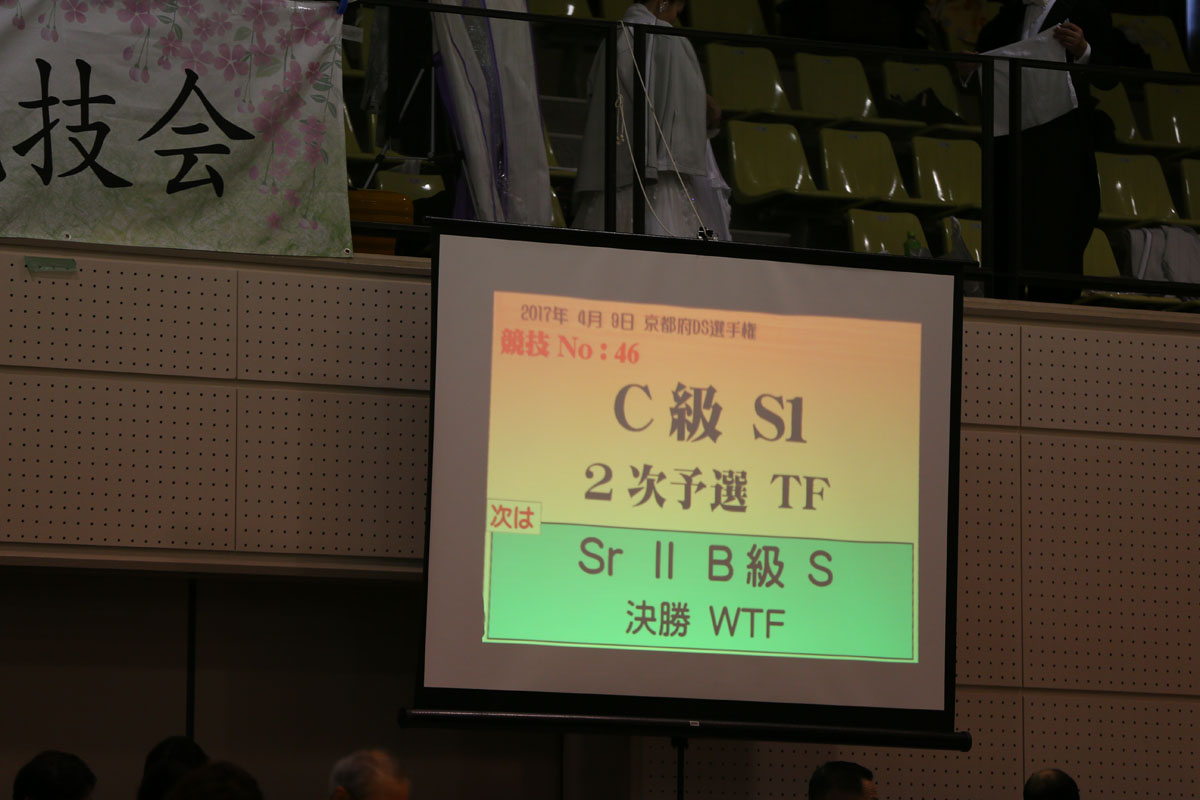 技会
2017年 4月 9日 京都府DS選手権
競技 No：46
C級 S1
2次予選 TF
次は
Sr II B級 S
決勝 WTF